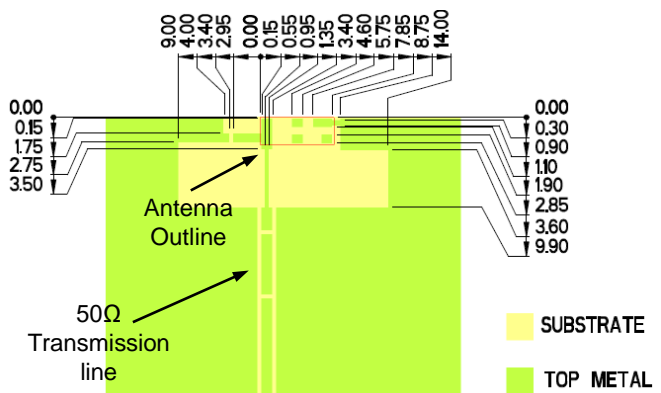 9.00 4.00 3.40 2.95 0.00 0.15 0.55 0.95 1.35 3.40 4.60 5.75 7.85 8.75 14.00
0.00
0.15
1.75
2.75
3.50
0.00
0.30
0.90
1.10
1.90
2.85
3.60
9.90
Antenna
Outline
50Ω
Transmission
line
SUBSTRATE
TOP METAL